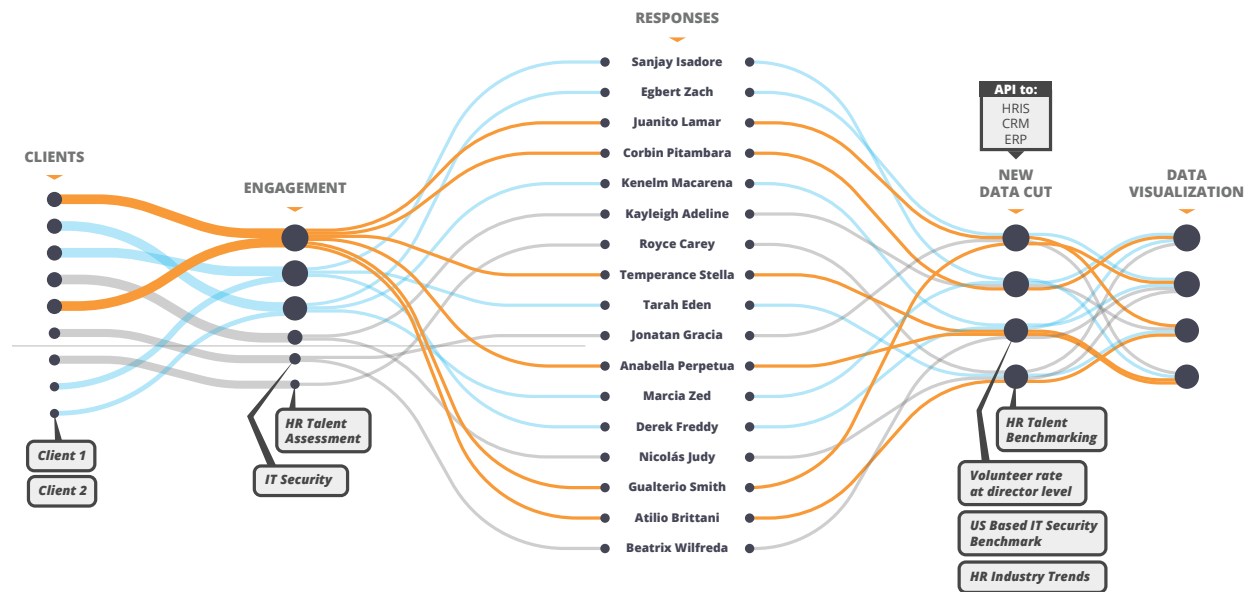 RESPONSES
Sanjay Isadore
Egbert Zach
Juanito Lamar
Corbin Pitambara
Kenelm Macarena
Kayleigh Adeline
Royce Carey
Temperance Stella
Tarah Eden
Jonatan Gracia
Anabella Perpetua
Marcia Zed
Derek Freddy
Nicolás Judy
Gualterio Smith
Atilio Brittani
Beatrix Wilfreda
CLIENTS
Client 1
Client 2
ENGAGEMENT
HR Talent
Assessment
IT Security
API to:
HRIS
CRM
ERP
NEW
DATA CUT
HR Talent
Benchmarking
Volunteer rate
at director level
US Based IT Security
Benchmark
HR Industry Trends
DATA
VISUALIZATION